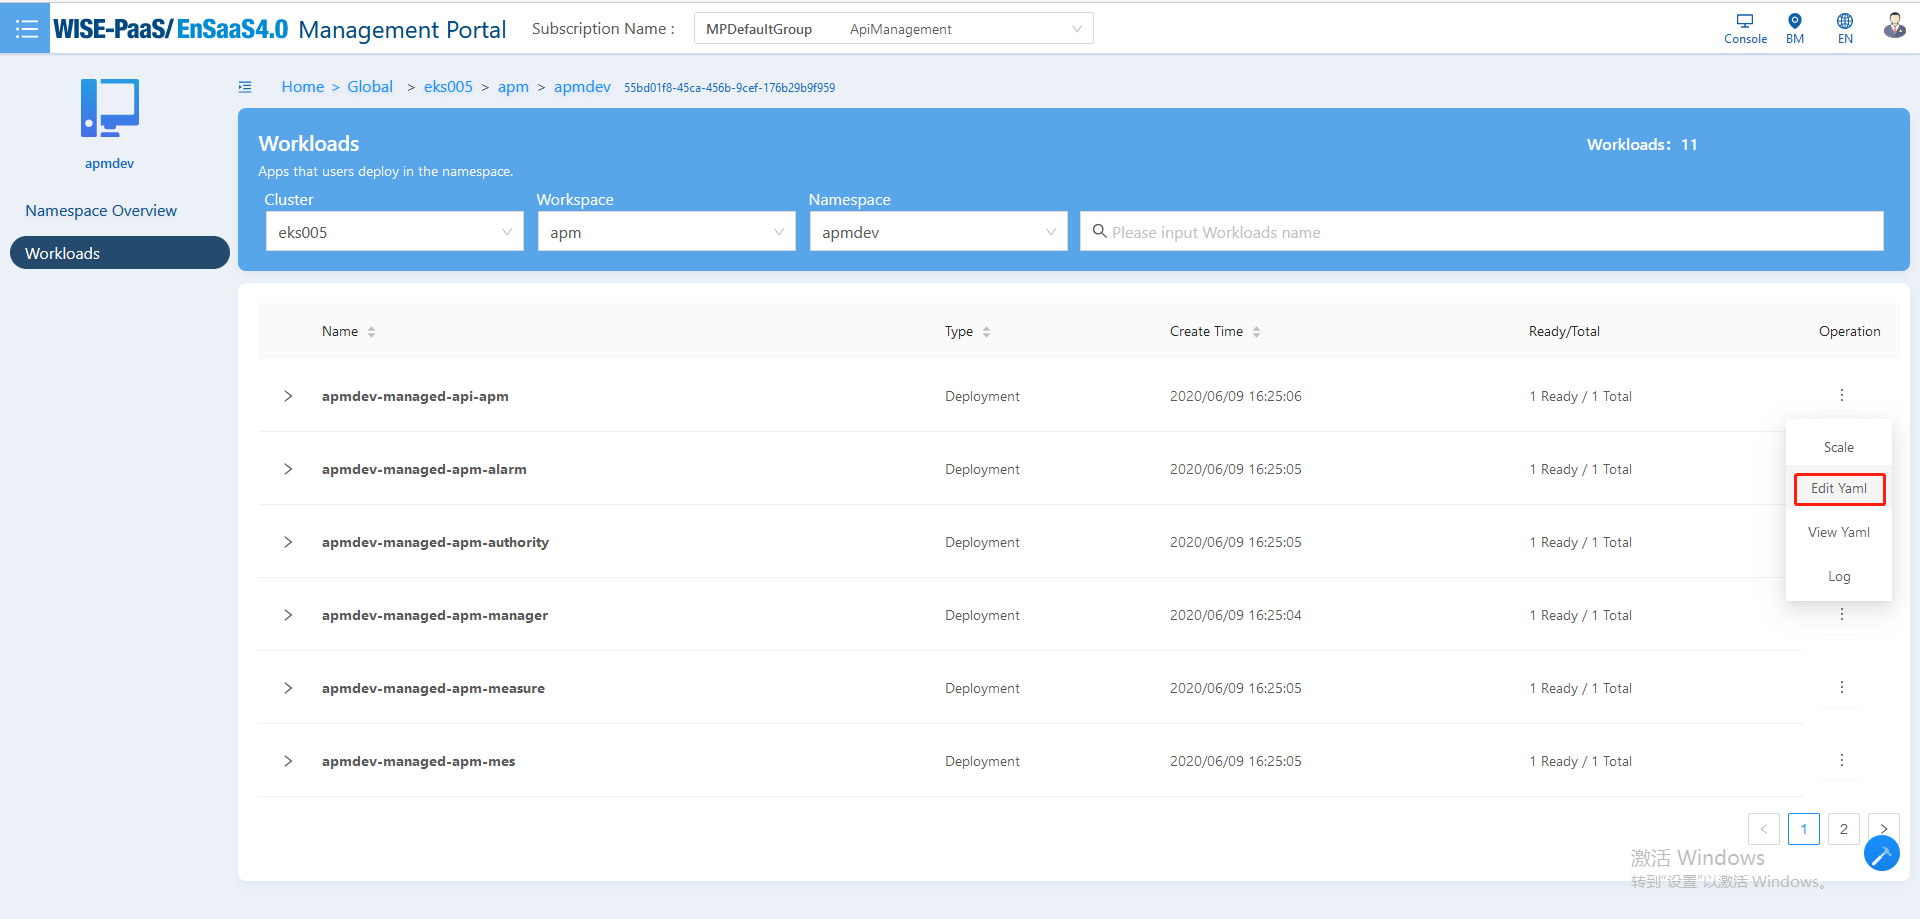 WISE-PaaS/ EnSaaS4.0 Management Portal Subscription Name : MPDefaultGroup ApiManagement
Console BM EN
Home > Global > eks005 > apm > apmdev 55bd01f8-45ca-456b-9cef-176b29b9f959
apmdev
Namespace Overview
Workloads
Workloads
Workloads: 11
Apps that users deploy in the namespace.
Cluster Workspace Namespace
eks005 apm apmdev Please input Workloads name
Name Type Create Time Ready/Total Operation
apmdev-managed-api-apm Deployment 2020/06/09 16:25:06 1 Ready / 1 Total
apmdev-managed-apm-alarm Deployment 2020/06/09 16:25:05 1 Ready / 1 Total
apmdev-managed-apm-authority Deployment 2020/06/09 16:25:05 1 Ready / 1 Total
apmdev-managed-apm-manager Deployment 2020/06/09 16:25:04 1 Ready / 1 Total
apmdev-managed-apm-measure Deployment 2020/06/09 16:25:05 1 Ready / 1 Total
apmdev-managed-apm-mes Deployment 2020/06/09 16:25:05 1 Ready / 1 Total
Scale
Edit Yaml
View Yaml
Log
< 1 2 >
激活 Windows
转到"设置"以激活 Windows。